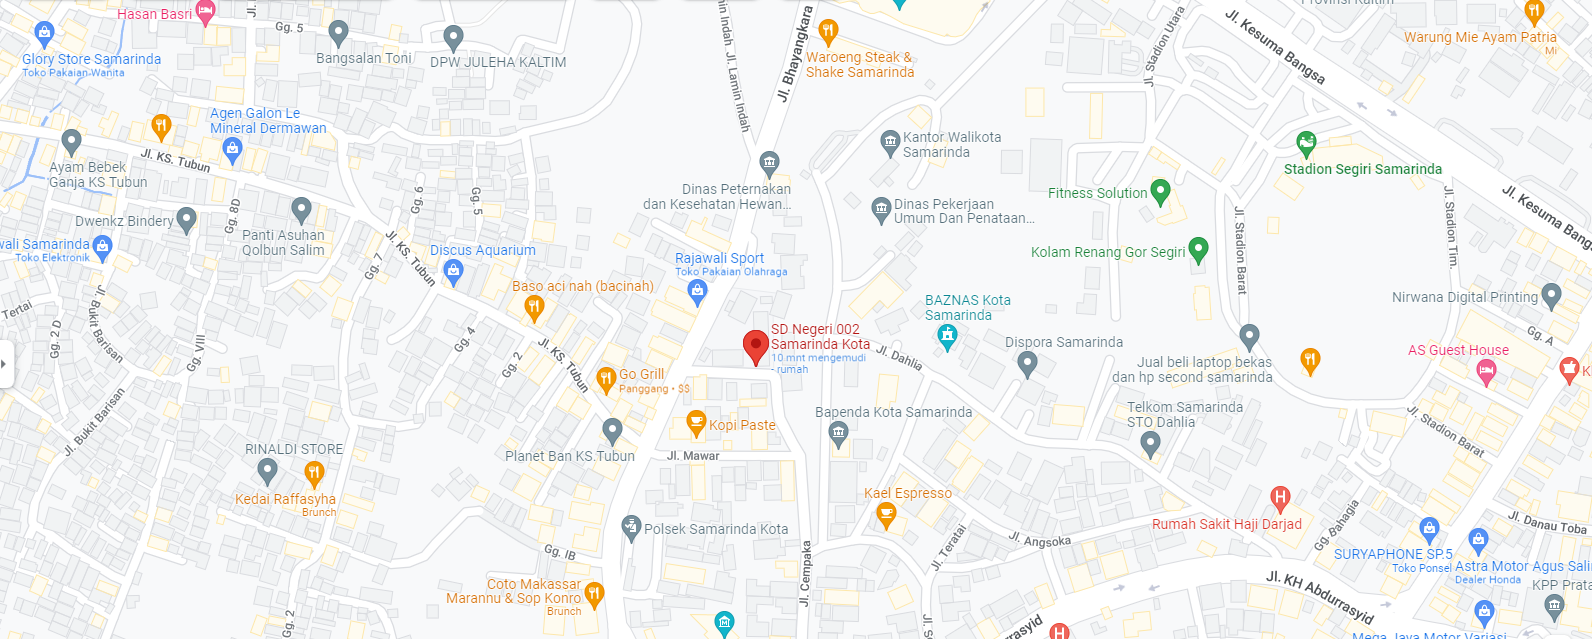 Hasan Basri
Gg. 5
Jl.
Glory Store Samarinda
Toko Pakaian Wanita
Bangsalan Toni
DPW JULEHA KALTIM
Jl. Lamin Indah
Jl. Bhayangkara
Waroeng Steak &
Shake Samarinda
Jl. Stadion Utara
Jl. Kesuma Bangsa
Provinsi Kaltim
Warung Mie Ayam Patria
Mi
Agen Galon Le
Mineral Dermawan
Jl. KS. Tubun
Ayam Bebek
Ganja KS Tubun
Dinas Peternakan
dan Kesehatan Hewan...
Kantor Walikota
Samarinda
Stadion Segiri Samarinda
Fitness Solution
Dinas Pekerjaan
Umum Dan Penataan...
Jl. Kesuma Bangsa
Gg. 6
Gg. 5
Gg. 8D
Dwenkz Bindery
Panti Asuhan
Qolbun Salim
wali Samarinda
Toko Elektronik
Jl. KS. Tubun
Gg. 7
Discus Aquarium
Rajawali Sport
Toko Pakaian Olahraga
Kolam Renang Gor Segiri
Jl. Stadion Barat
Jl. Stadion Tim.
Baso aci nah (bacinah)
BAZNAS Kota
Samarinda
Nirwana Digital Printing
Tertai
Jl. Bukit Barisan
Gg. 2 D
Gg. VIII
Gg. 4
Gg. 2
Jl. KS. Tubun
SD Negeri 002
Samarinda Kota
10 mnt mengemudi
- rumah
Jl. Dahlia
Dispora Samarinda
Jual beli laptop bekas
dan hp second samarinda
AS Guest House
Gg. A
Go Grill
Panggang • $$
Kopi Paste
Bapenda Kota Samarinda
Telkom Samarinda
STO Dahlia
Jl. Stadion Barat
Jl. Bukit Barisan
RINALDI STORE
Planet Ban KS.Tubun
Jl. Mawar
Kedai Raffasyha
Brunch
Kael Espresso
Rumah Sakit Haji Darjad
Gg. Bahagia
Jl. Danau Toba
Polsek Samarinda Kota
Jl. Teratai
Jl. Angsoka
Gg. IB
SURYAPHONE SP.5
Toko Ponsel
Astra Motor Agus Salim
Dealer Honda
Coto Makassar
Marannu & Sop Konro
Brunch
Jl. Cempaka
Jl. KH Abdurrasyid
KPP Prata
Gg. 2
Mega Jaya Motor Variasi